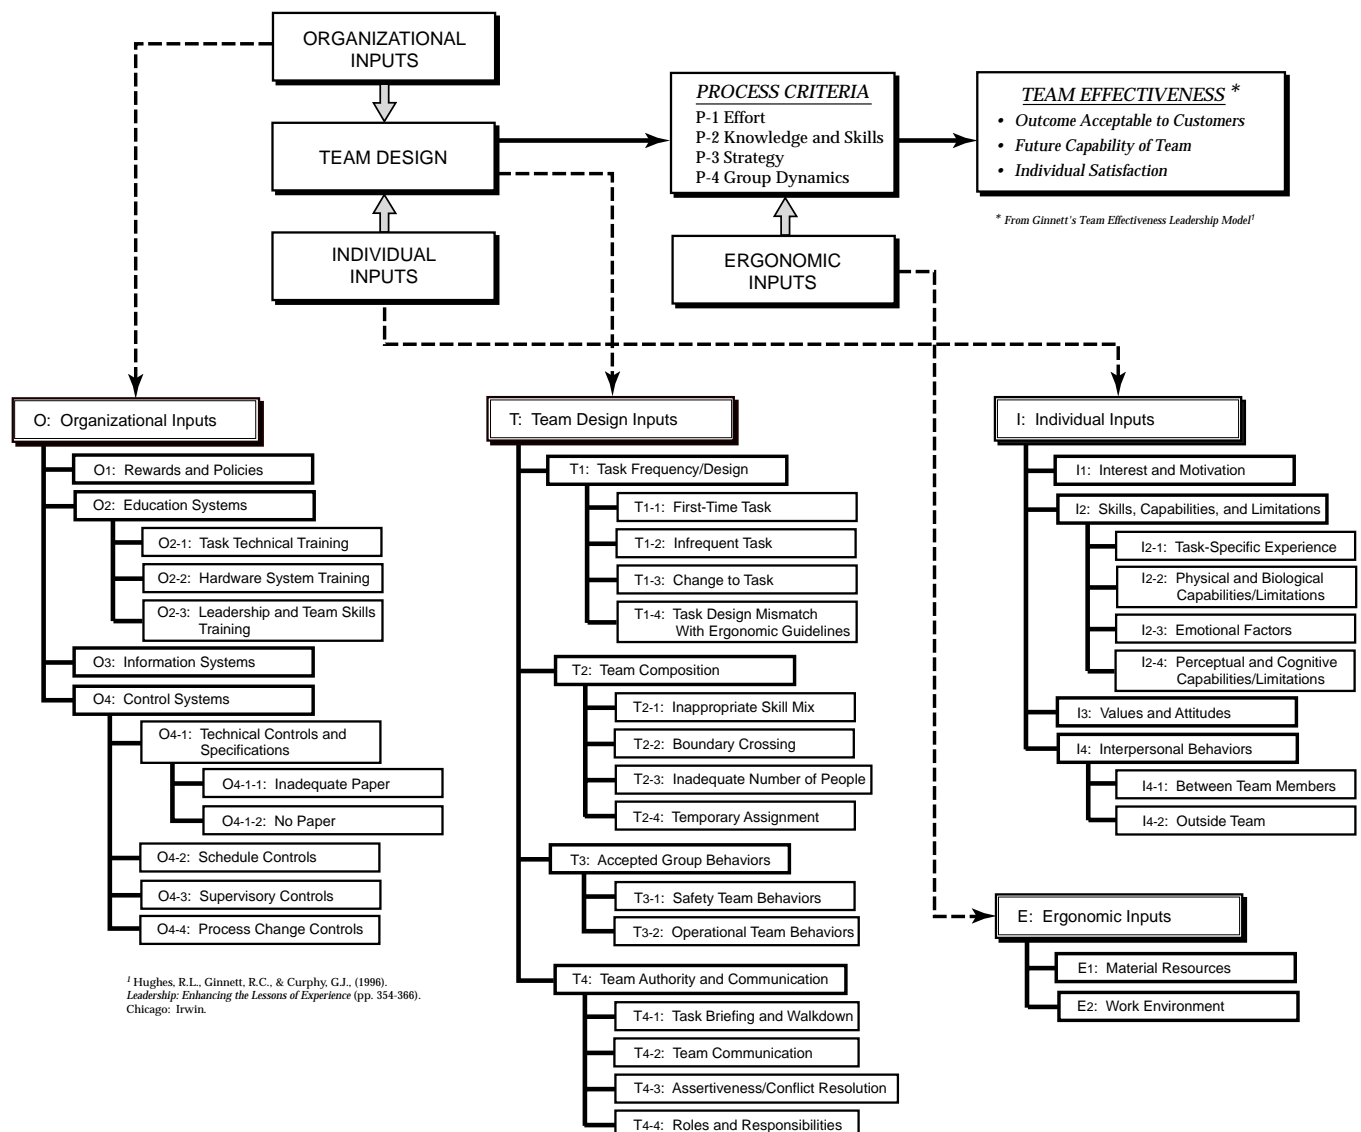 ORGANIZATIONAL
INPUTS
TEAM DESIGN
INDIVIDUAL
INPUTS
PROCESS CRITERIA
P-1 Effort
P-2 Knowledge and Skills
P-3 Strategy
P-4 Group Dynamics
ERGONOMIC
INPUTS
TEAM EFFECTIVENESS *
• Outcome Acceptable to Customers
• Future Capability of Team
• Individual Satisfaction
* From Ginnett's Team Effectiveness Leadership Model1
O: Organizational Inputs
O1: Rewards and Policies
O2: Education Systems
O2-1: Task Technical Training
O2-2: Hardware System Training
O2-3: Leadership and Team Skills
Training
O3: Information Systems
O4: Control Systems
O4-1: Technical Controls and
Specifications
O4-1-1: Inadequate Paper
O4-1-2: No Paper
O4-2: Schedule Controls
O4-3: Supervisory Controls
O4-4: Process Change Controls
1 Hughes, R.L., Ginnett, R.C., & Curphy, G.J., (1996).
Leadership: Enhancing the Lessons of Experience (pp. 354-366).
Chicago: Irwin.
T: Team Design Inputs
T1: Task Frequency/Design
T1-1: First-Time Task
T1-2: Infrequent Task
T1-3: Change to Task
T1-4: Task Design Mismatch
With Ergonomic Guidelines
T2: Team Composition
T2-1: Inappropriate Skill Mix
T2-2: Boundary Crossing
T2-3: Inadequate Number of People
T2-4: Temporary Assignment
T3: Accepted Group Behaviors
T3-1: Safety Team Behaviors
T3-2: Operational Team Behaviors
T4: Team Authority and Communication
T4-1: Task Briefing and Walkdown
T4-2: Team Communication
T4-3: Assertiveness/Conflict Resolution
T4-4: Roles and Responsibilities
I: Individual Inputs
I1: Interest and Motivation
I2: Skills, Capabilities, and Limitations
I2-1: Task-Specific Experience
I2-2: Physical and Biological
Capabilities/Limitations
I2-3: Emotional Factors
I2-4: Perceptual and Cognitive
Capabilities/Limitations
I3: Values and Attitudes
I4: Interpersonal Behaviors
I4-1: Between Team Members
I4-2: Outside Team
E: Ergonomic Inputs
E1: Material Resources
E2: Work Environment